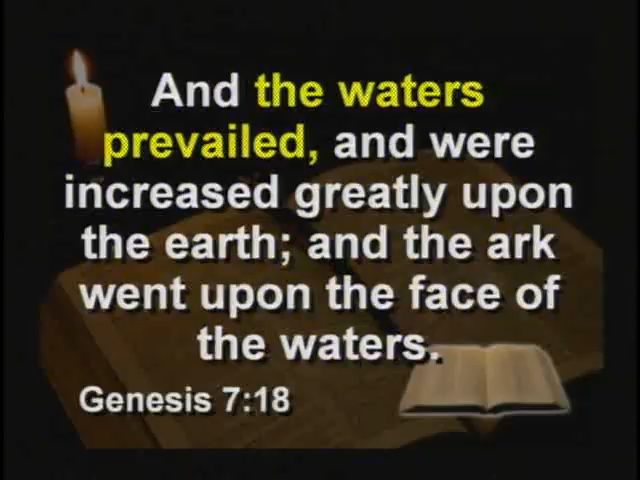 And the waters
prevailed, and were
increased greatly upon
the earth; and the ark
went upon the face of
the waters.
Genesis 7:18